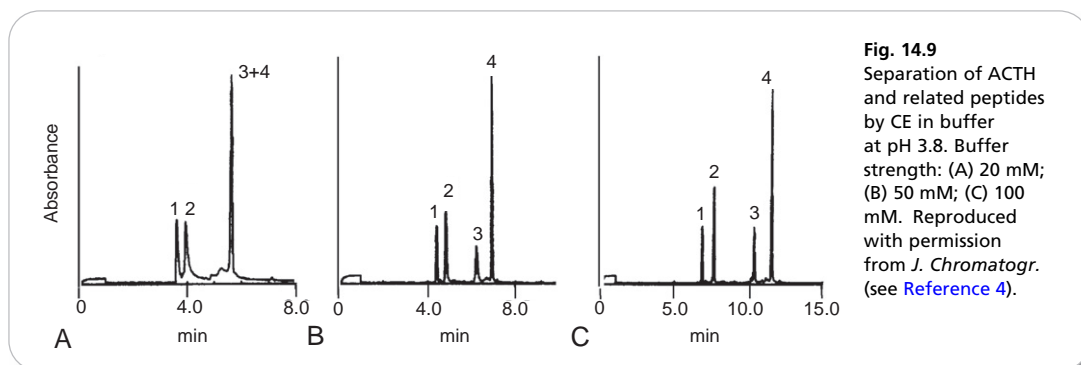 Absorbance
1 2
3+4
0
4.0
8.0
min
A
1
2
3
4
0
4.0
8.0
min
B
1
2
3
4
0
5.0
10.0
15.0
min
C
Fig. 14.9
Separation of ACTH
and related peptides
by CE in buffer
at pH 3.8. Buffer
strength: (A) 20 mM;
(B) 50 mM; (C) 100
mM. Reproduced
with permission
from J. Chromatogr.
(see Reference 4).